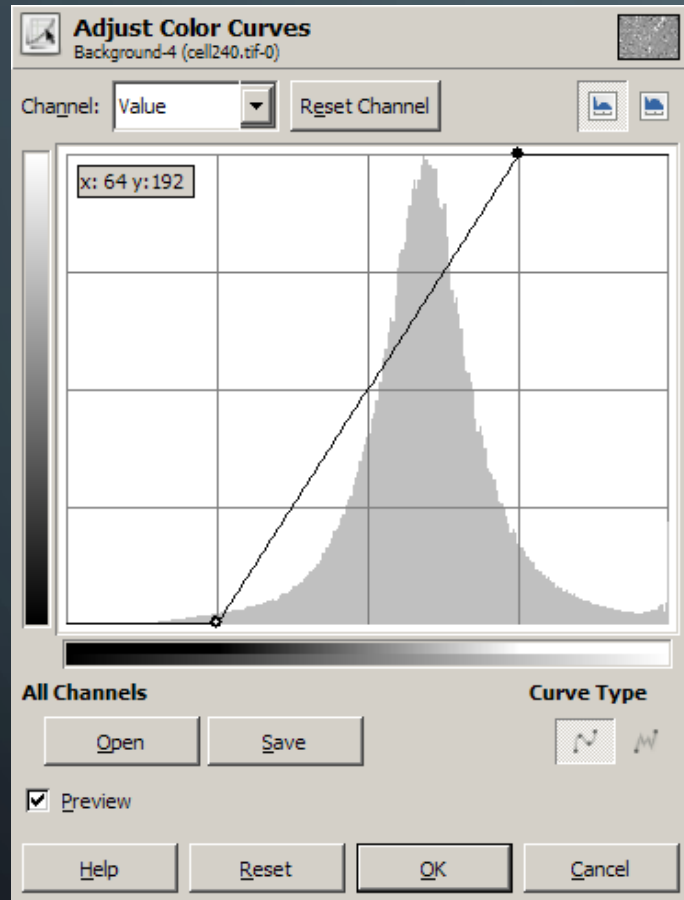 Adjust Color Curves
Background-4 (cell240.tif-0)
Channel: Value Reset Channel
x: 64 y:192
All Channels Curve Type
Open Save
Preview
Help Reset OK Cancel